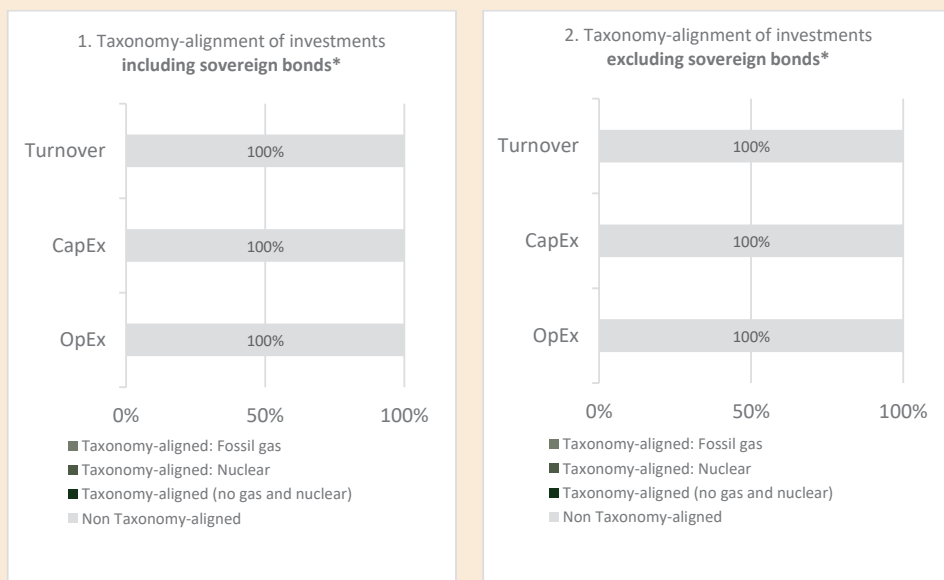 1. Taxonomy-alignment of investments
including sovereign bonds*
Turnover
100%
CapEx
100%
OpEx
100%
0%
50%
100%
Taxonomy-aligned: Fossil gas
Taxonomy-aligned: Nuclear
Taxonomy-aligned (no gas and nuclear)
Non Taxonomy-aligned
2. Taxonomy-alignment of investments
excluding sovereign bonds*
Turnover
100%
CapEx
100%
OpEx
100%
0%
50%
100%
Taxonomy-aligned: Fossil gas
Taxonomy-aligned: Nuclear
Taxonomy-aligned (no gas and nuclear)
Non Taxonomy-aligned